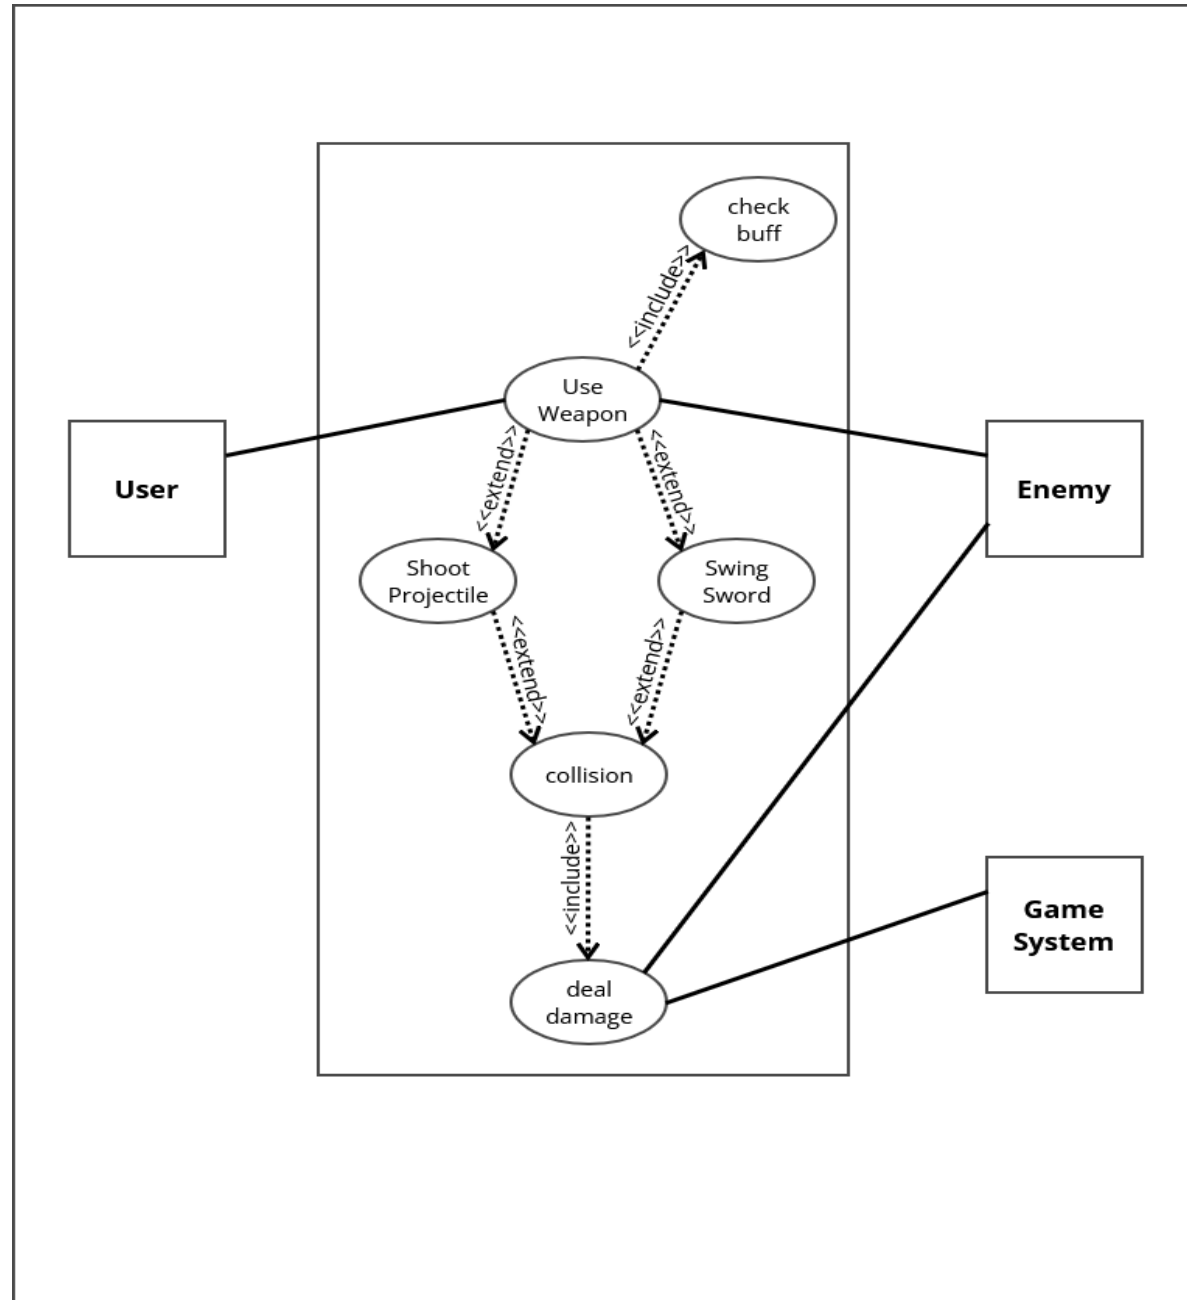 check
buff
<<include>>
Use
Weapon
User
Enemy
<<extend>>
<<extend>>
Shoot
Projectile
Swing
Sword
<<extend>>
<<extend>>
collision
<<include>>
Game
System
deal
damage